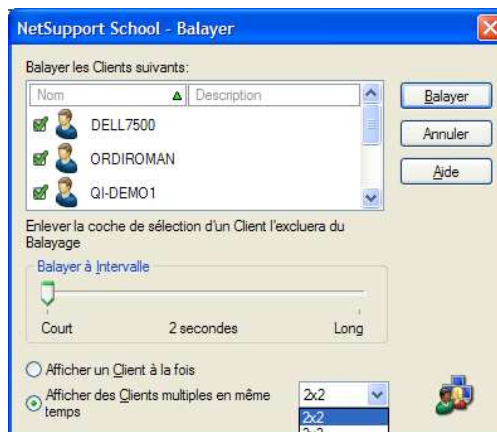 NetSupport School - Balayer
Balayer les Clients suivants:
Nom Description
Balayer
DELL7500
Annuler
ORDIROMAN
Aide
QI-DEMO1
Enlever la coche de sélection d'un Client l'excluera du
Balayage
Balayer à Intervalle
Court 2 secondes Long
Afficher un Client à la fois
Afficher des Clients multiples en même
temps
2x2
2x2